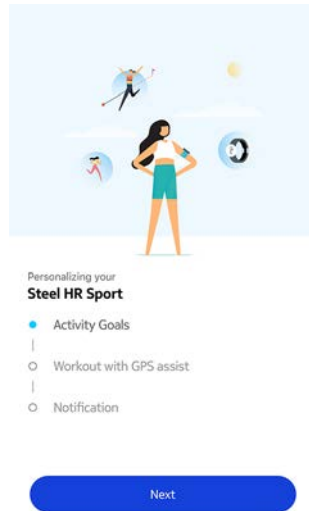 Personalizing your
Steel HR Sport
Activity Goals
Workout with GPS assist
Notification
Next